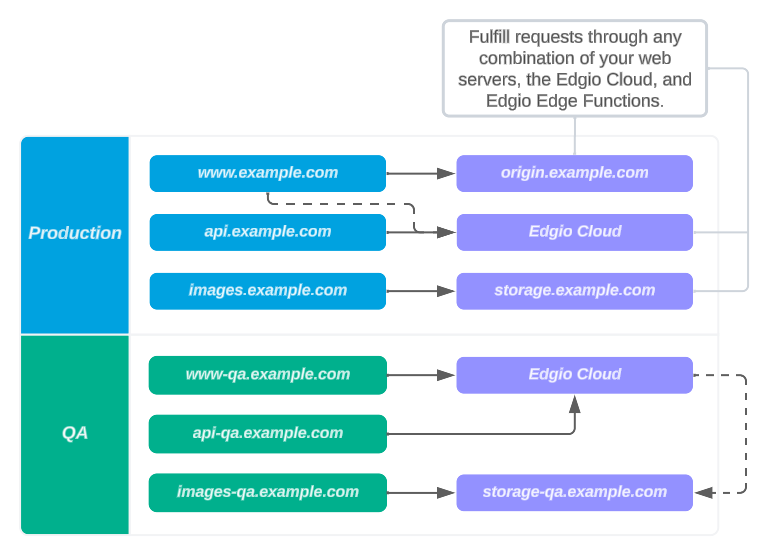 Fulfill requests through any
combination of your web
servers, the Edgio Cloud, and
Edgio Edge Functions.
Production
www.example.com
origin.example.com
api.example.com
Edgio Cloud
images.example.com
storage.example.com
QA
www-qa.example.com
Edgio Cloud
api-qa.example.com
images-qa.example.com
storage-qa.example.com